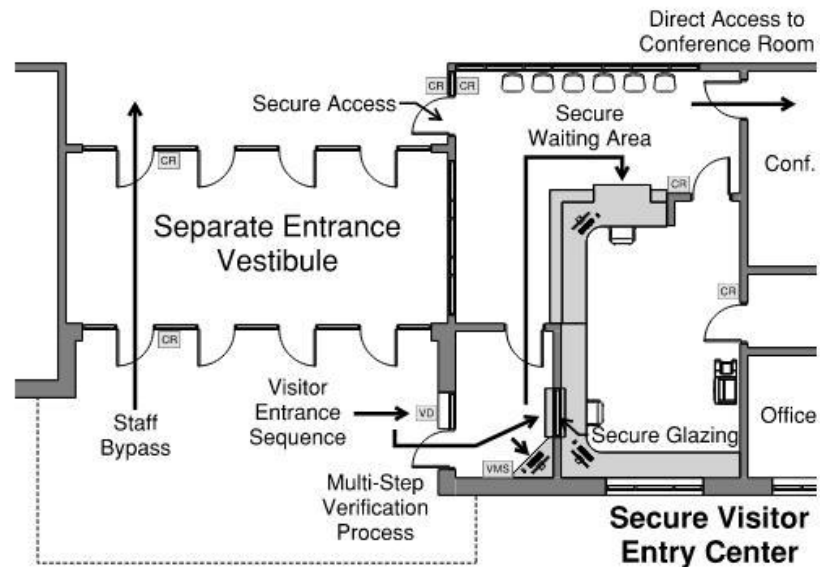 Direct Access to
Conference Room
CR
CR
Secure Access
Secure
Waiting Area
CR
Conf.
CR
Separate Entrance
Vestibule
CR
CR
Staff
Bypass
Visitor
Entrance
Sequence
VD
Office
Secure Glazing
VMS
Multi-Step
Verification
Process
Secure Visitor
Entry Center